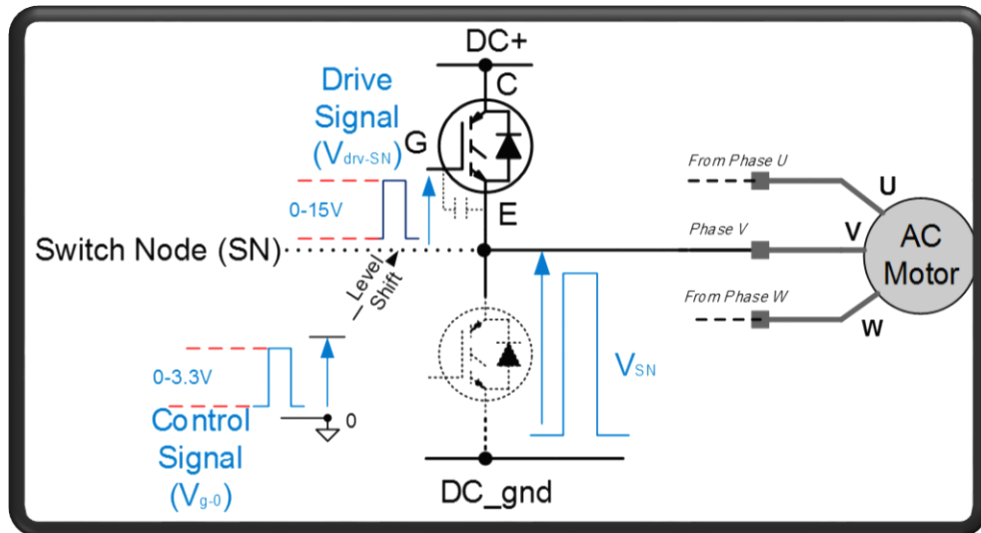 DC+
C
Drive
Signal
(Vdrv-SN)
G
0-15V
E
Switch Node (SN)
Level
Shift
From Phase U
U
Phase V
V
AC
Motor
From Phase W
W
VSN
0-3.3V
0
Control
Signal
(Vg-0)
DC_gnd